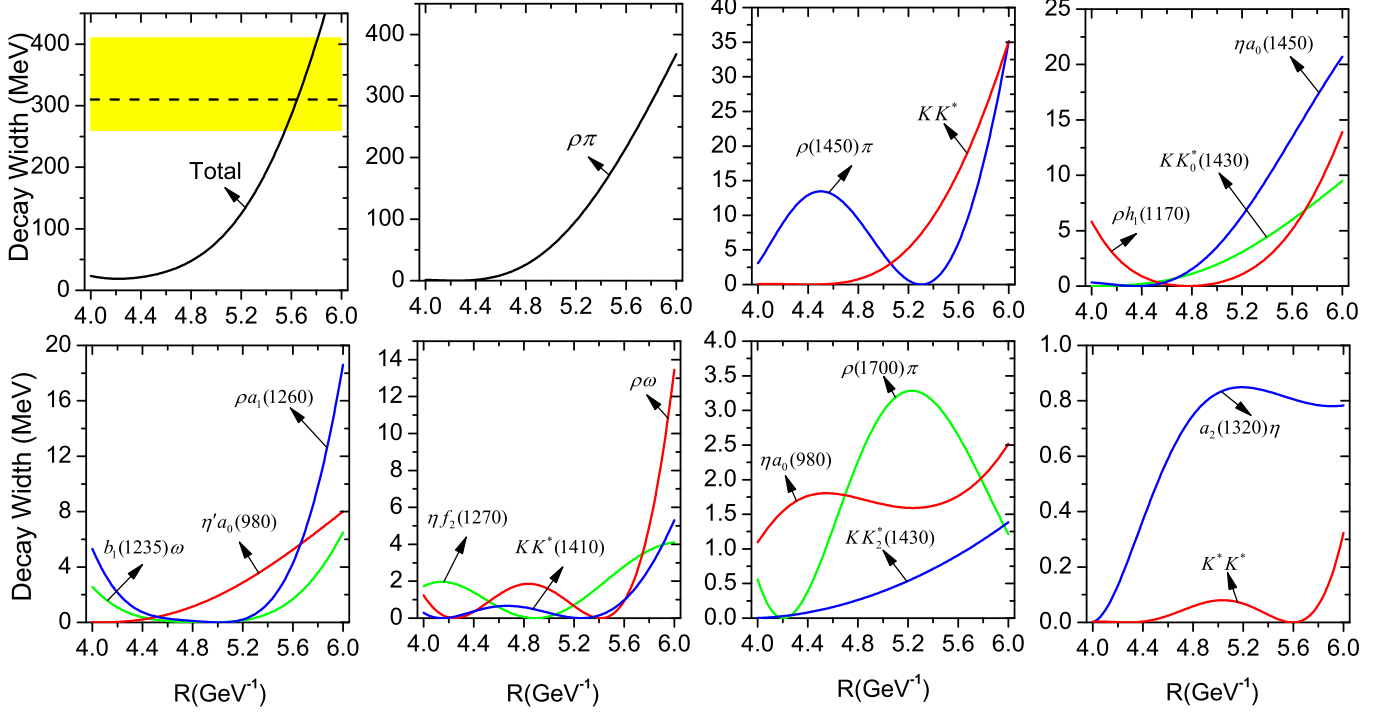 Decay Width (MeV)
400
300
200
100
0
Total
4.0 4.4 4.8 5.2 5.6 6.0
400
350
300
250
200
150
100
50
0
ρπ
4.0 4.4 4.8 5.2 5.6 6.0
40
35
30
25
20
15
10
5
0
KK*
ρ(1450)π
4.0 4.4 4.8 5.2 5.6 6.0
25
20
15
10
5
0
ηa₀(1450)
KK₀*(1430)
ρh₁(1170)
4.0 4.4 4.8 5.2 5.6 6.0
Decay Width (MeV)
20
16
12
8
4
0
ρa₁(1260)
η′a₀(980)
b₁(1235)ω
4.0 4.4 4.8 5.2 5.6 6.0
R(GeV⁻¹)
14
12
10
8
6
4
2
0
ρω
ηf₂(1270)
KK*(1410)
4.0 4.4 4.8 5.2 5.6 6.0
R(GeV⁻¹)
4.0
3.5
3.0
2.5
2.0
1.5
1.0
0.5
0.0
ρ(1700)π
ηa₀(980)
KK₂*(1430)
4.0 4.4 4.8 5.2 5.6 6.0
R(GeV⁻¹)
1.0
0.8
0.6
0.4
0.2
0.0
a₂(1320)η
K*K*
4.0 4.4 4.8 5.2 5.6 6.0
R(GeV⁻¹)